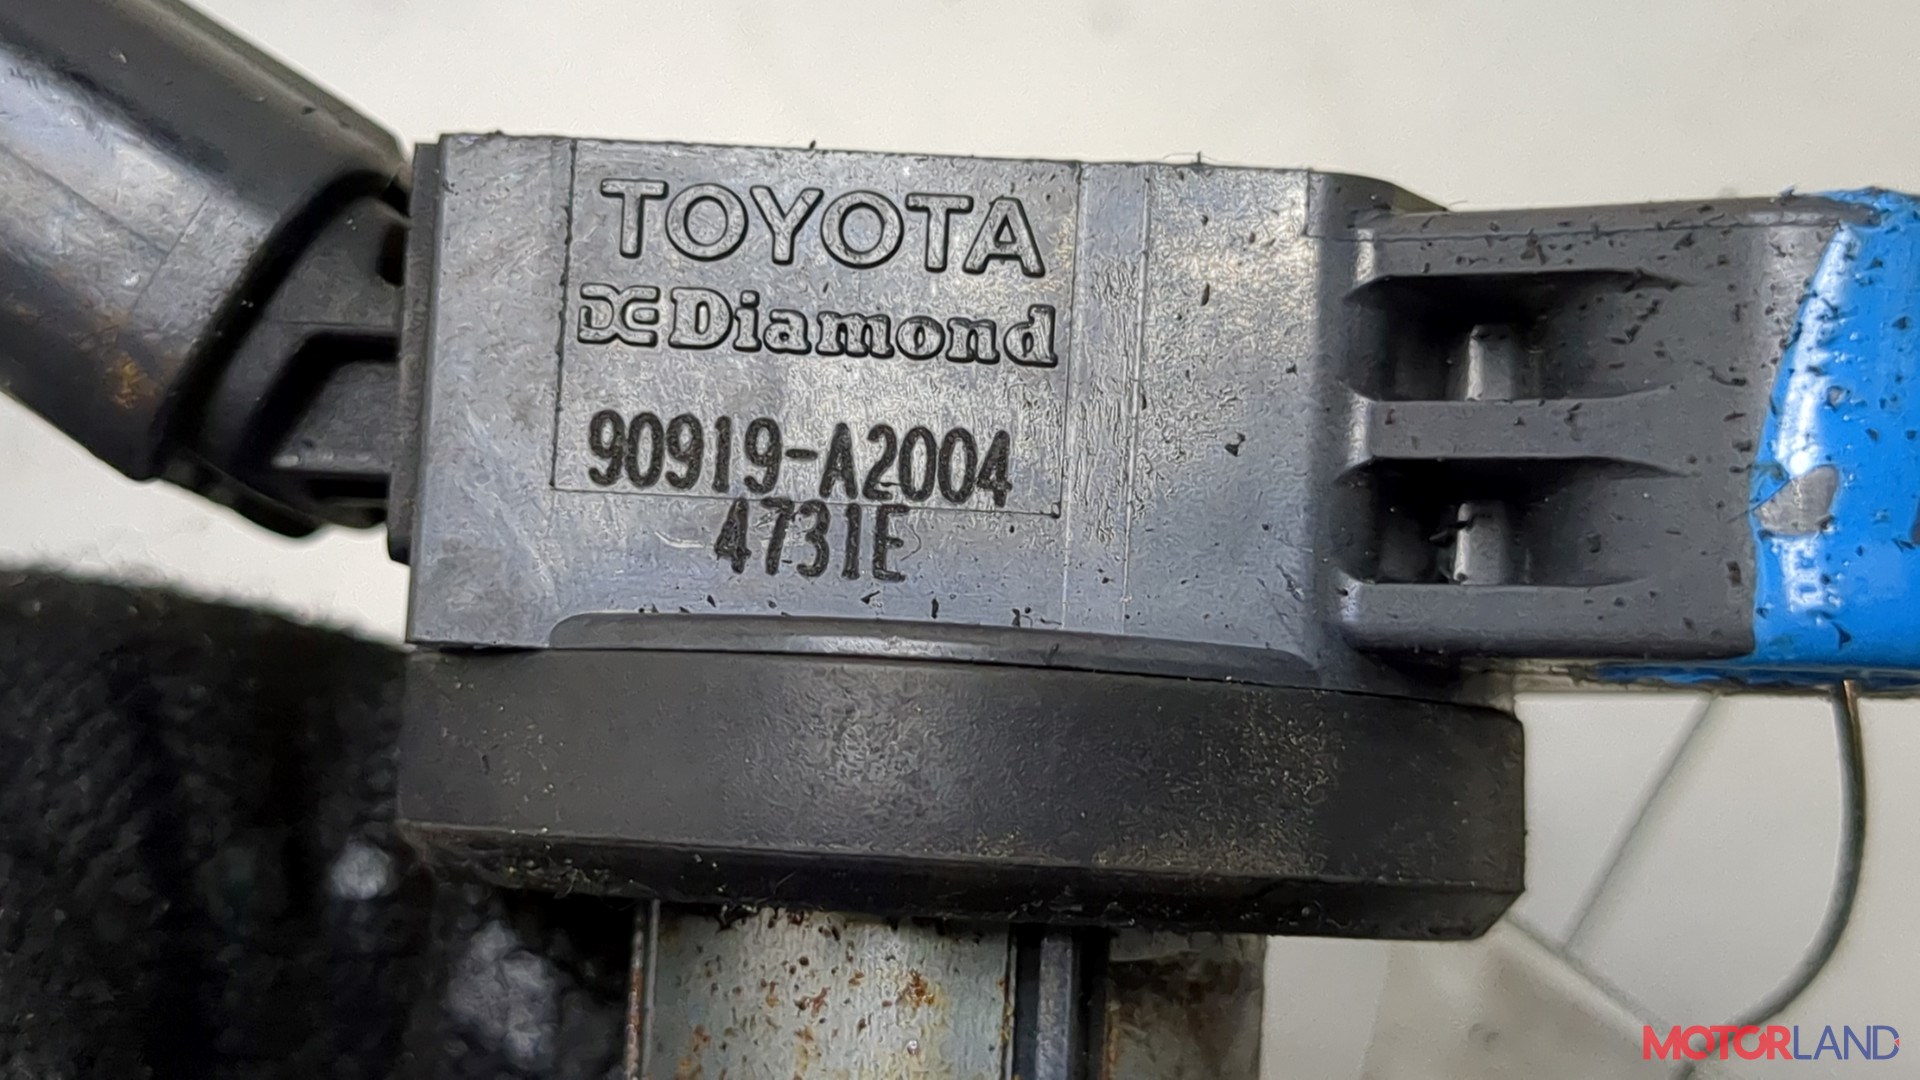 TOYOTA
Diamond
90919-A2004
4731E
MOTORLAND